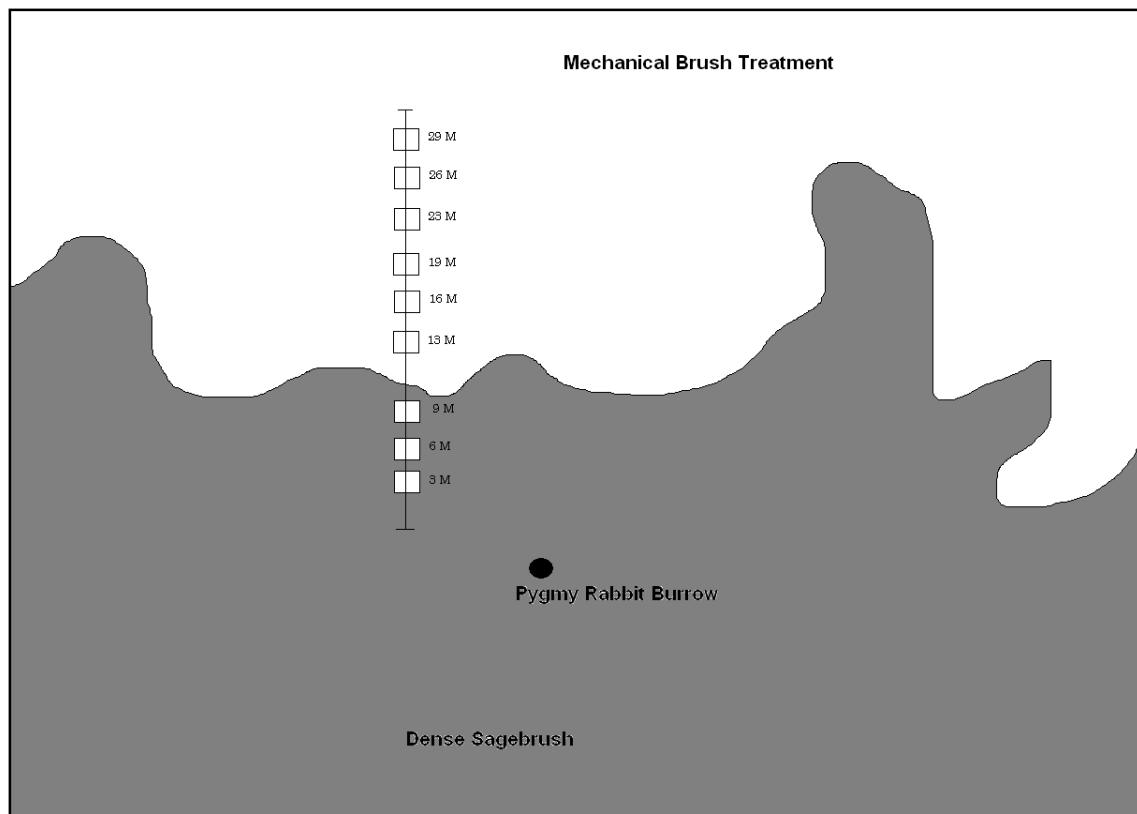 Mechanical Brush Treatment
29 M
26 M
23 M
19 M
16 M
13 M
9 M
6 M
3 M
Pygmy Rabbit Burrow
Dense Sagebrush